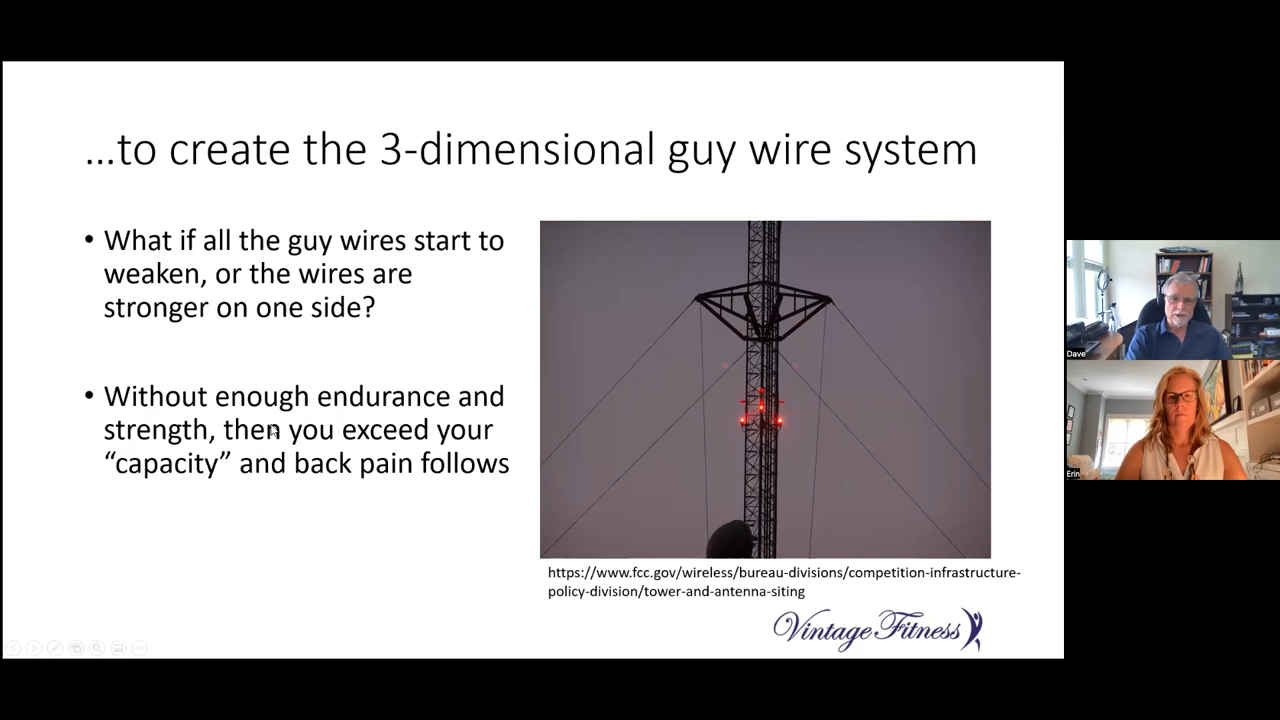 ...to create the 3-dimensional guy wire system
• What if all the guy wires start to
weaken, or the wires are
stronger on one side?
• Without enough endurance and
strength, then you exceed your
“capacity” and back pain follows
https://www.fcc.gov/wireless/bureau-divisions/competition-infrastructure-
policy-division/tower-and-antenna-siting
Vintage Fitness
Dave
Erin